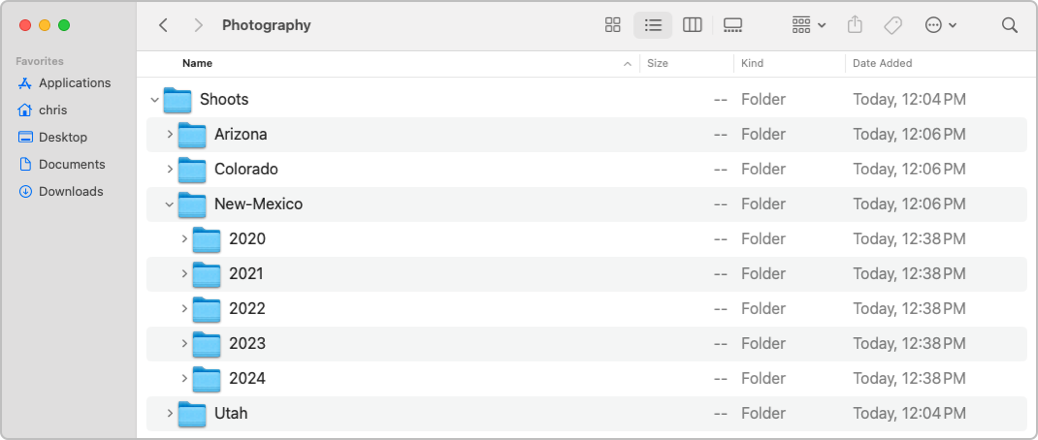 Photography
Favorites
Applications
chris
Desktop
Documents
Downloads
Name Size Kind Date Added
Shoots -- Folder Today, 12:04 PM
Arizona -- Folder Today, 12:06 PM
Colorado -- Folder Today, 12:06 PM
New-Mexico -- Folder Today, 12:06 PM
2020 -- Folder Today, 12:38 PM
2021 -- Folder Today, 12:38 PM
2022 -- Folder Today, 12:38 PM
2023 -- Folder Today, 12:38 PM
2024 -- Folder Today, 12:38 PM
Utah -- Folder Today, 12:04 PM